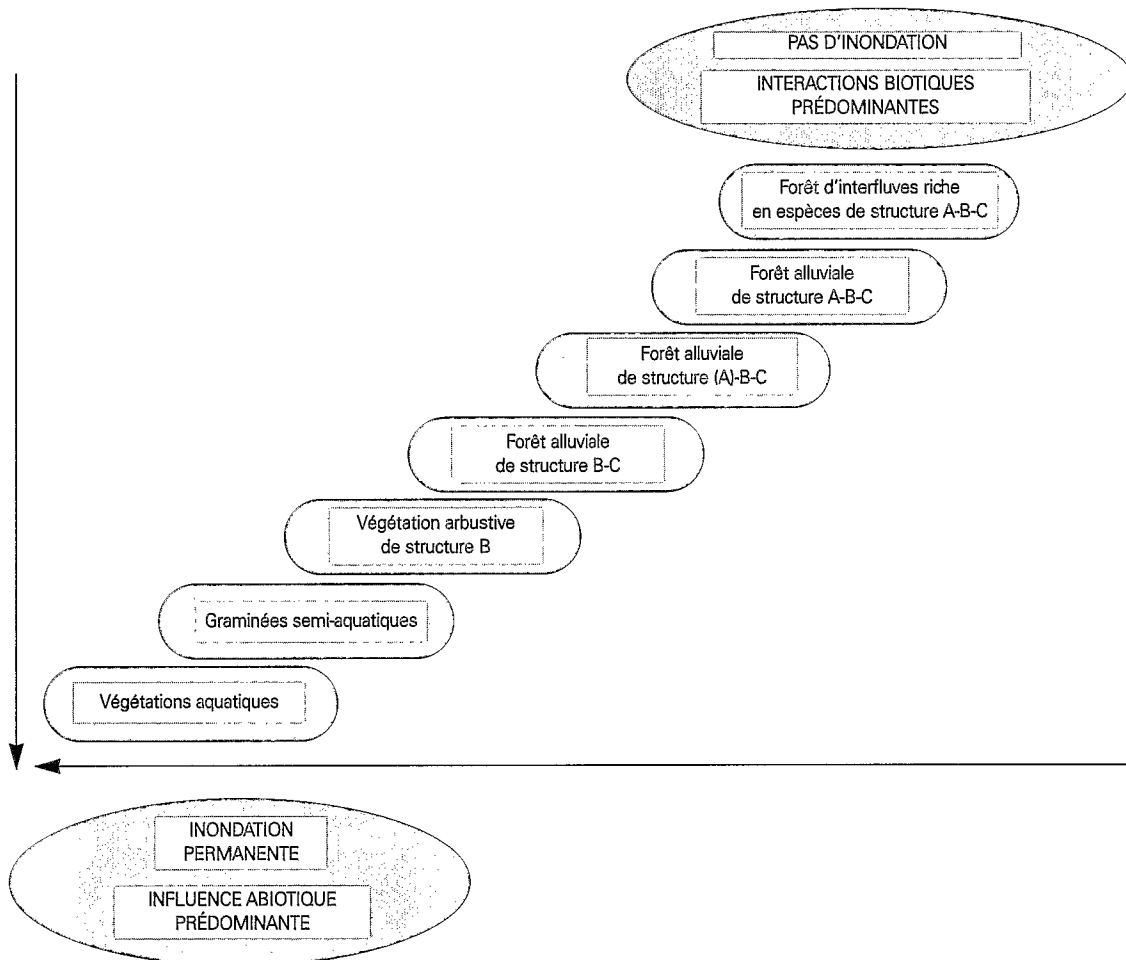 PAS D'INONDATION
INTERACTIONS BIOTIQUES
PRÉDOMINANTES
Forêt d'interfluves riche
en espèces de structure A-B-C
Forêt alluviale
de structure A-B-C
Forêt alluviale
de structure (A)-B-C
Forêt alluviale
de structure B-C
Végétation arbustive
de structure B
Graminées semi-aquatiques
Végétations aquatiques
INONDATION
PERMANENTE
INFLUENCE ABIOTIQUE
PRÉDOMINANTE